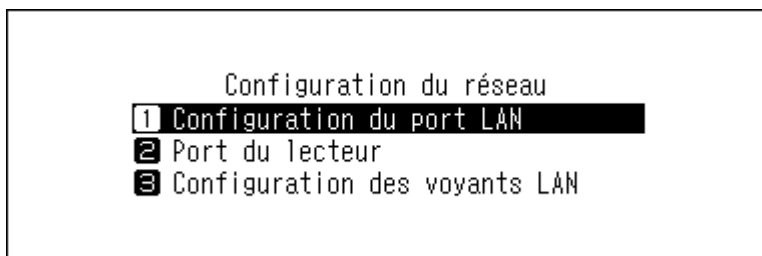 Configuration du réseau
1 Configuration du port LAN
2 Port du lecteur
3 Configuration des voyants LAN